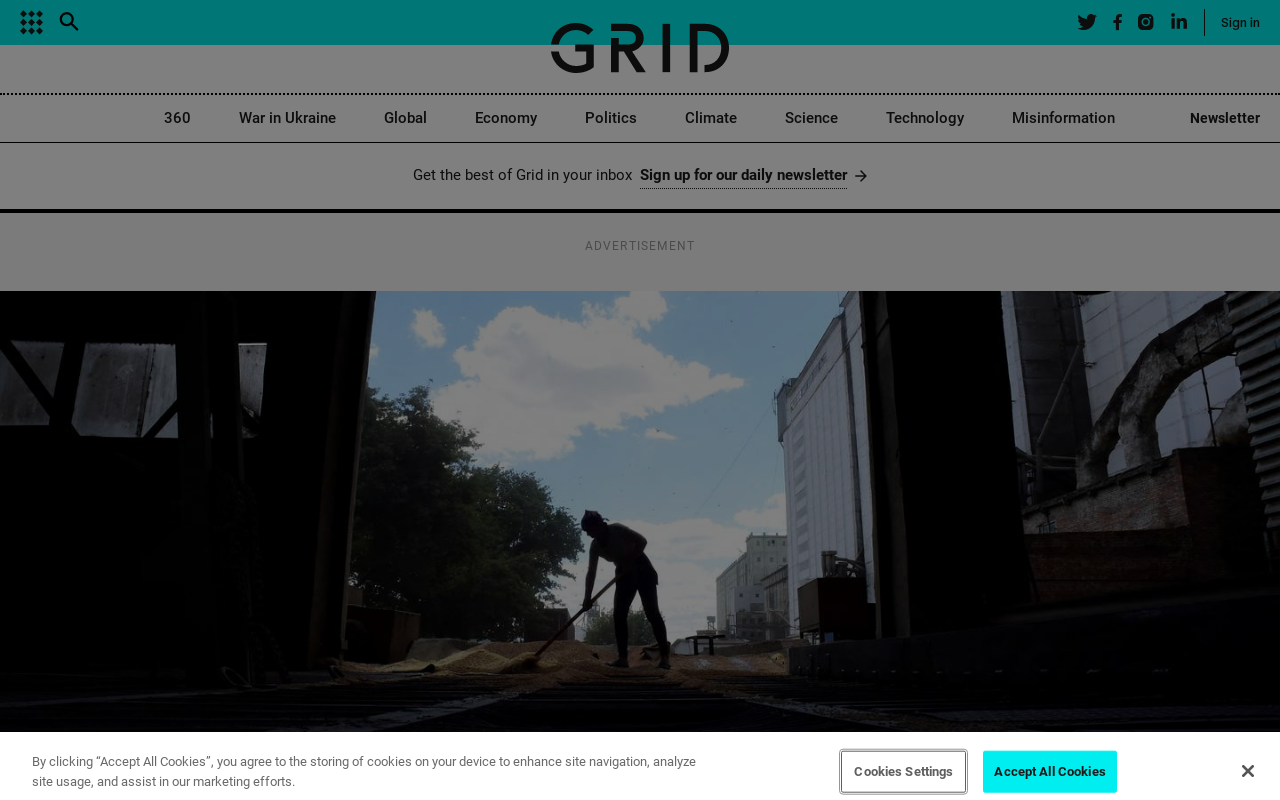 Sign in
GRID
360 War in Ukraine Global Economy Politics Climate Science Technology Misinformation Newsletter
Get the best of Grid in your inbox Sign up for our daily newsletter →
ADVERTISEMENT
By clicking “Accept All Cookies”, you agree to the storing of cookies on your device to enhance site navigation, analyze
site usage, and assist in our marketing efforts.
Cookies Settings
Accept All Cookies